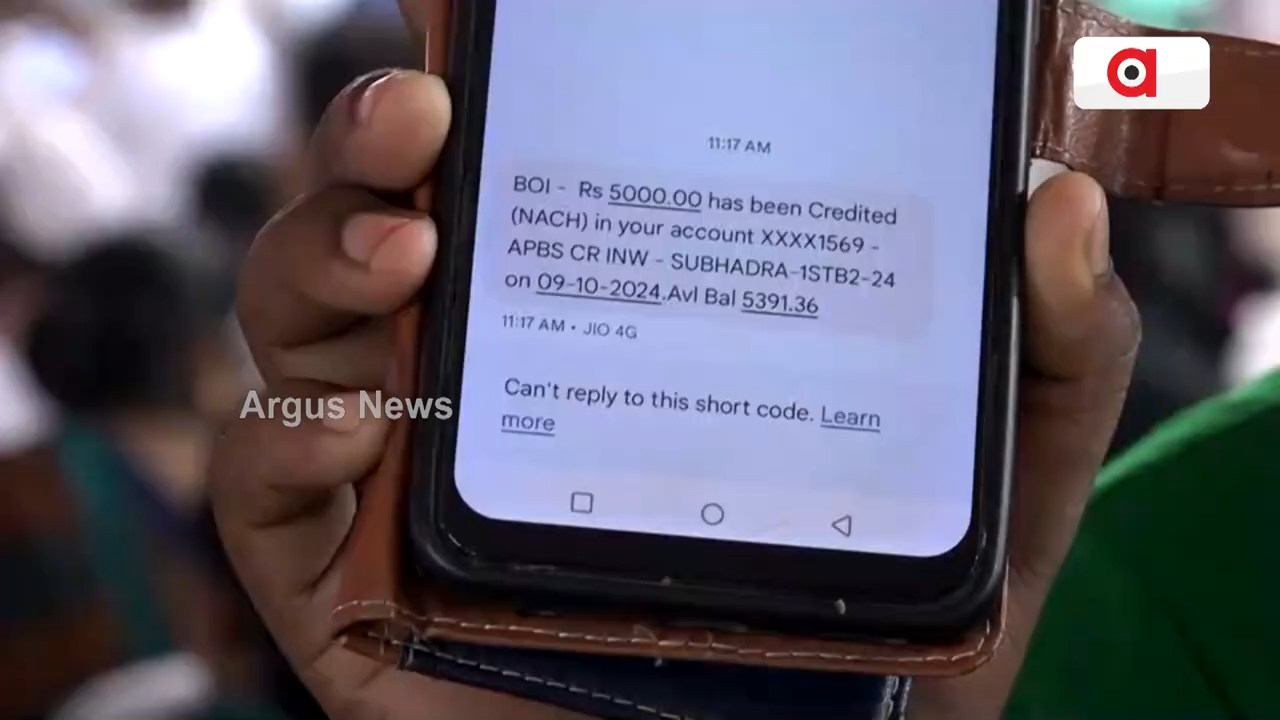 11:17 AM
BOI - Rs 5000.00 has been Credited
(NACH) in your account XXXX1569 -
APBS CR INW - SUBHADRA-1STB2-24
on 09-10-2024.Avl Bal 5391.36
11:17 AM • JIO 4G
Argus News
Can't reply to this short code. Learn
more